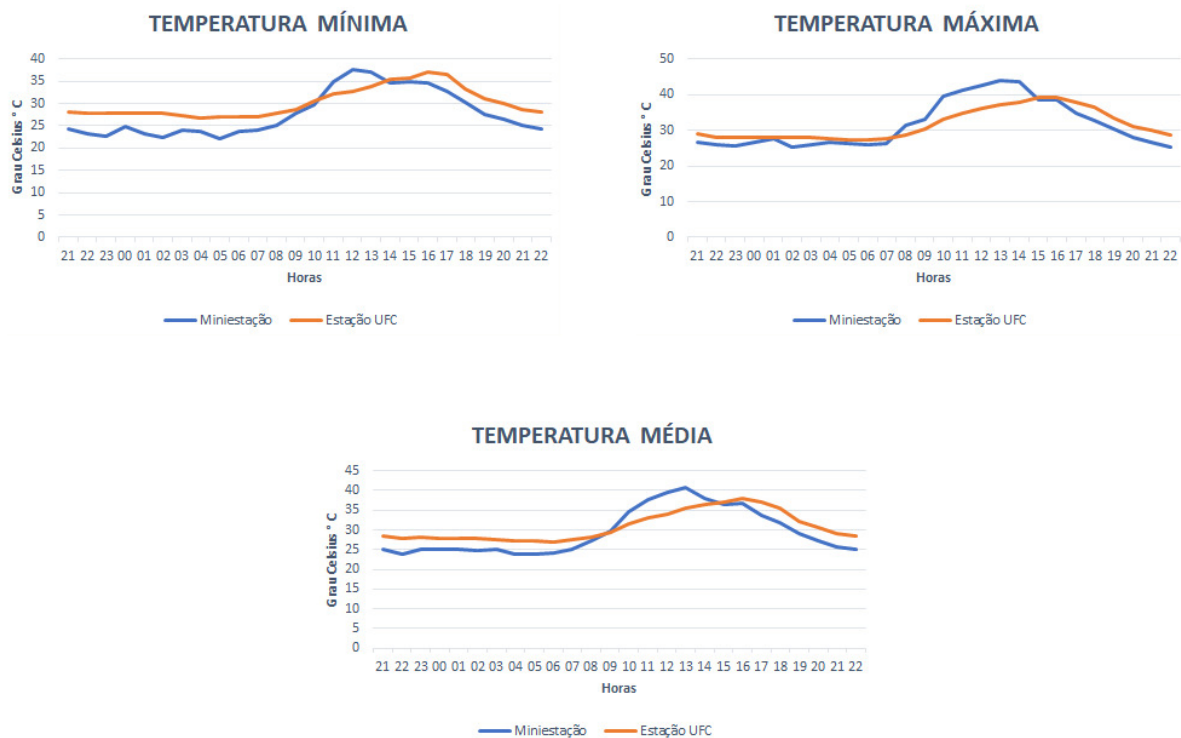 TEMPERATURA MÍNIMA
40
35
30
25
20
15
10
5
0
Grau Celsius ° C
21 22 23 00 01 02 03 04 05 06 07 08 09 10 11 12 13 14 15 16 17 18 19 20 21 22
Horas
Miniestação Estação UFC
TEMPERATURA MÁXIMA
50
40
30
20
10
0
Grau Celsius ° C
21 22 23 00 01 02 03 04 05 06 07 08 09 10 11 12 13 14 15 16 17 18 19 20 21 22
Horas
Miniestação Estação UFC
TEMPERATURA MÉDIA
45
40
35
30
25
20
15
10
5
0
Grau Celsius ° C
21 22 23 00 01 02 03 04 05 06 07 08 09 10 11 12 13 14 15 16 17 18 19 20 21 22
Horas
Miniestação Estação UFC